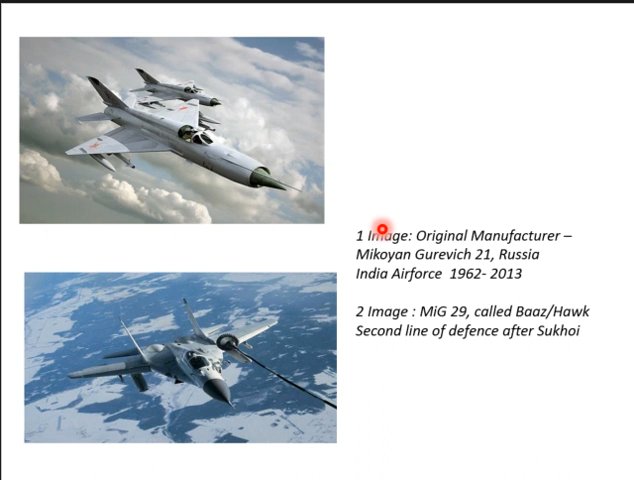 1 Image: Original Manufacturer –
Mikoyan Gurevich 21, Russia
India Airforce  1962- 2013
2 Image : MiG 29, called Baaz/Hawk
Second line of defence after Sukhoi